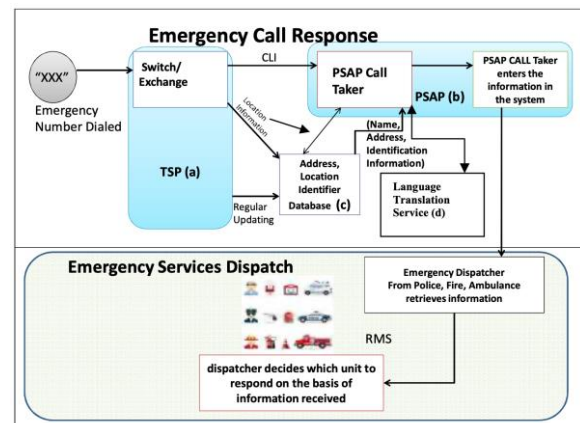 Emergency Call Response
"XXX"
Emergency
Number Dialed
Switch/
Exchange
TSP (a)
CLI
Location
Information
Regular
Updating
PSAP Call
Taker
PSAP (b)
PSAP CALL Taker
enters the
information in
the system
(Name,
Address,
Identification
Information)
Address,
Location
Identifier
Database (c)
Language
Translation
Service (d)
Emergency Services Dispatch
Emergency Dispatcher
From Police, Fire, Ambulance
retrieves information
RMS
dispatcher decides which unit to
respond on the basis of
information received